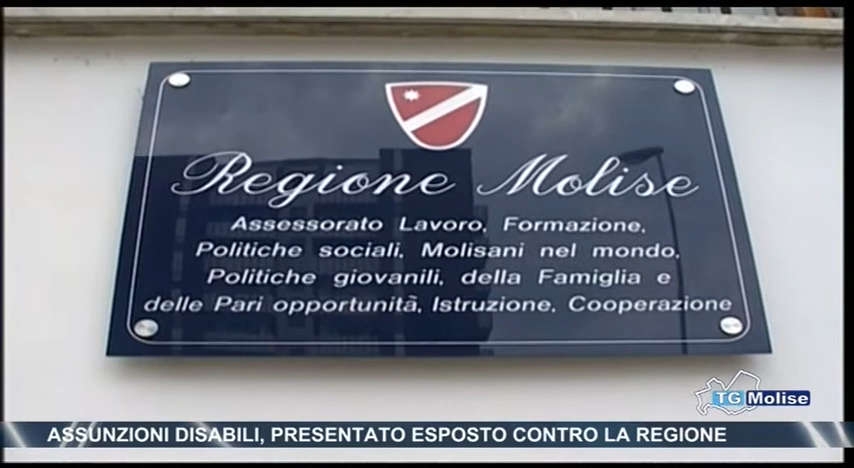 Regione Molise
Assessorato Lavoro, Formazione,
Politiche sociali, Molisani nel mondo,
Politiche giovanili, della Famiglia e
delle Pari opportunità, Istruzione, Cooperazione
TG Molise
ASSUNZIONI DISABILI, PRESENTATO ESPOSTO CONTRO LA REGIONE